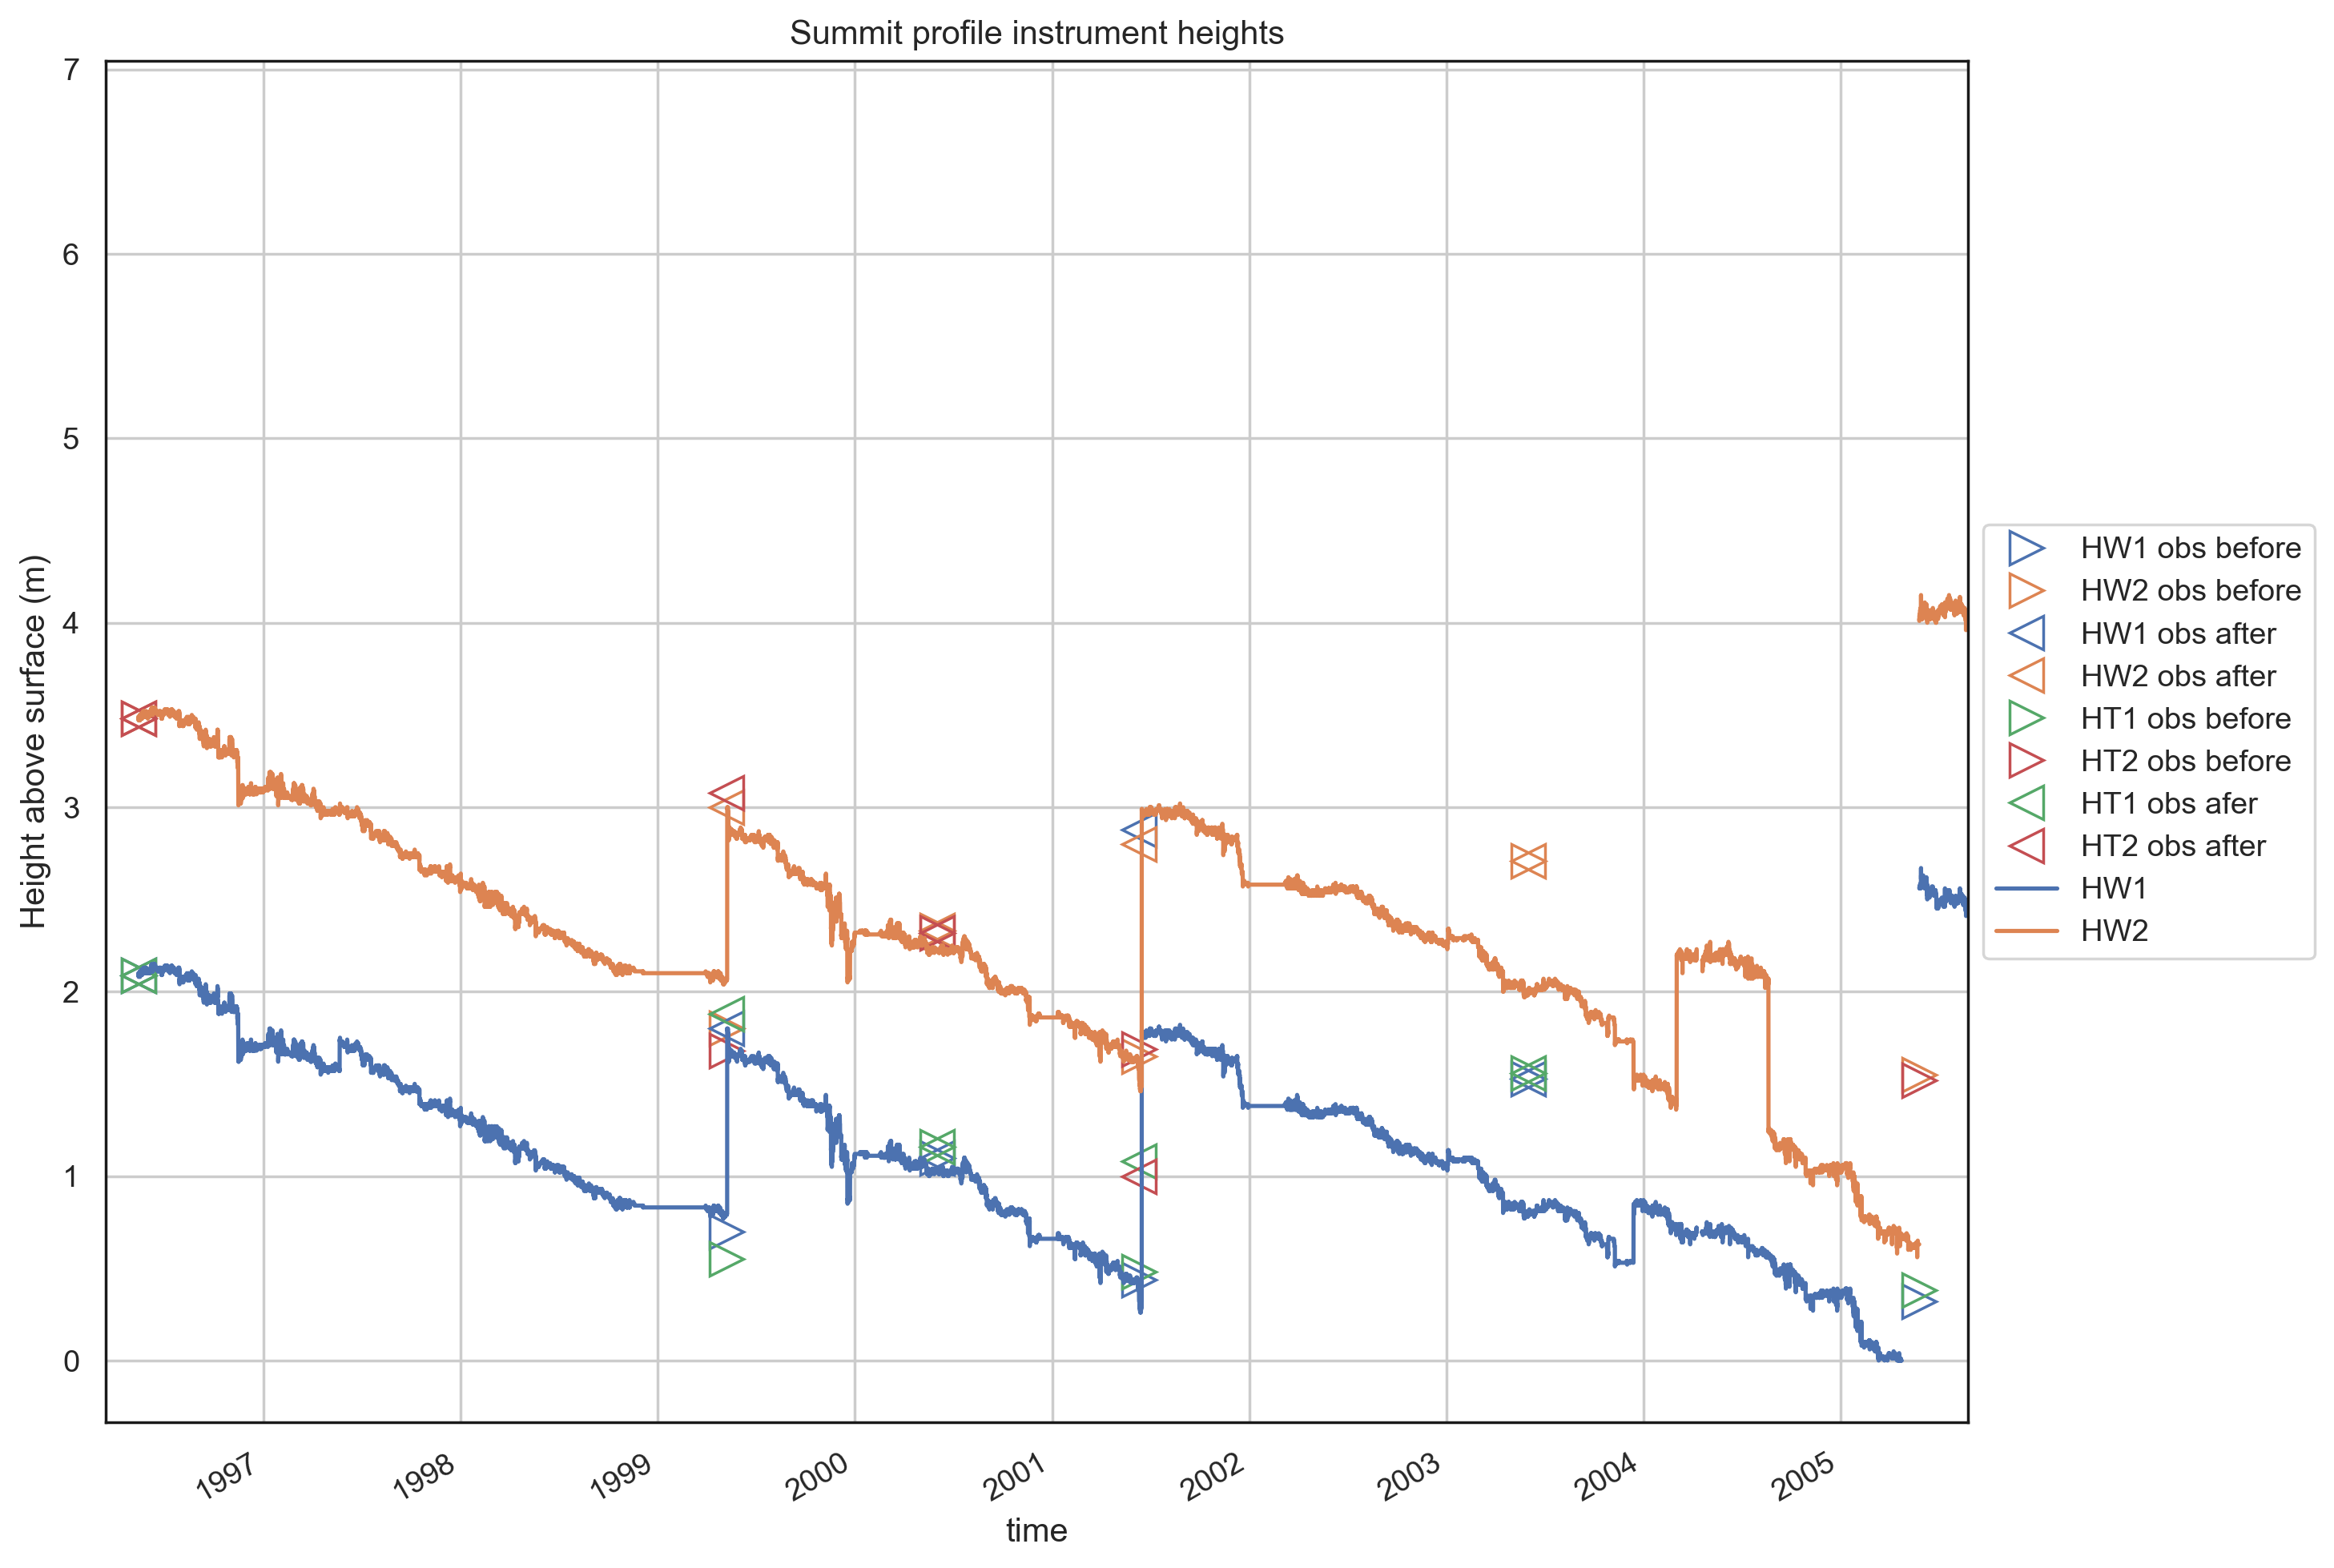 Summit profile instrument heights
7
6
5
4
3
2
1
0
Height above surface (m)
1997
1998
1999
2000
2001
2002
2003
2004
2005
time
HW1 obs before
HW2 obs before
HW1 obs after
HW2 obs after
HT1 obs before
HT2 obs before
HT1 obs afer
HT2 obs after
HW1
HW2